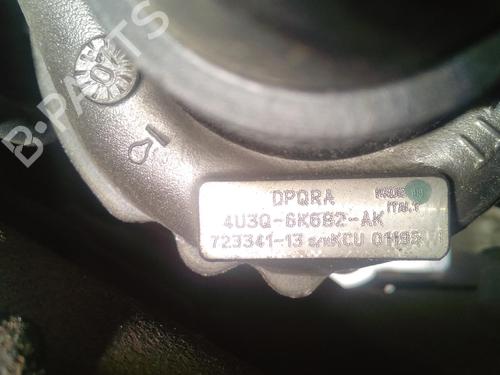 B-PARTS
DPQRA
MADE IN
ITALY
4U3Q-6K682-AK
723341-13 S/N KCU 01195